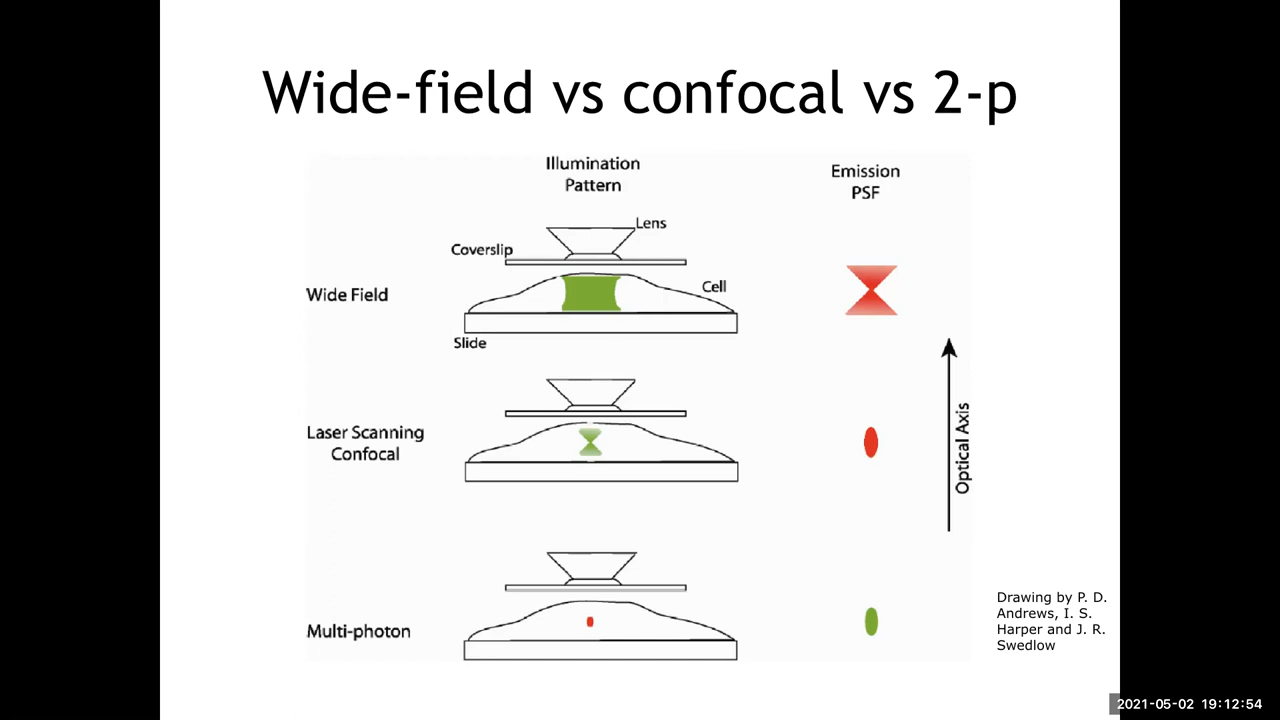 Wide-field vs confocal vs 2-p
Illumination
Pattern
Emission
PSF
Lens
Coverslip
Wide Field
Cell
Slide
Laser Scanning
Confocal
Optical Axis
Multi-photon
Drawing by P. D.
Andrews, I. S.
Harper and J. R.
Swedlow
2021-05-02 19:12:54